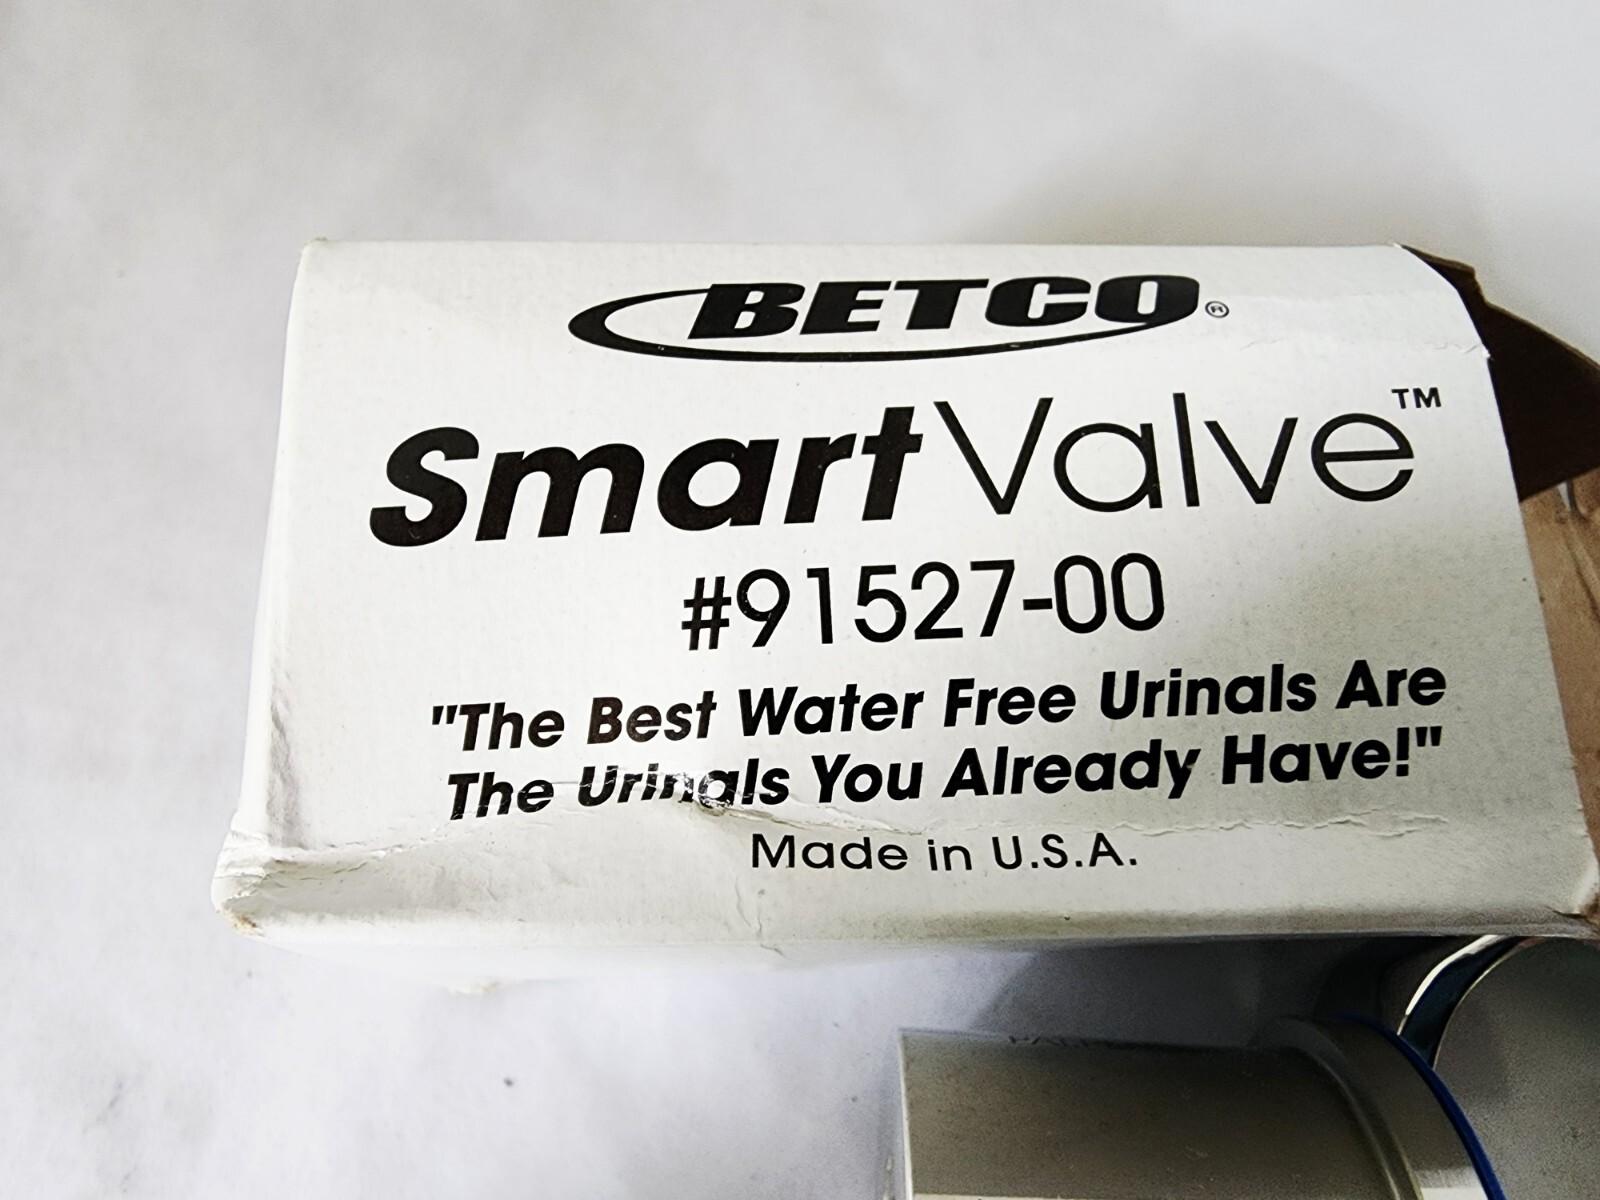 BETCO®
SmartValve™
#91527-00
"The Best Water Free Urinals Are
The Urinals You Already Have!"
Made in U.S.A.